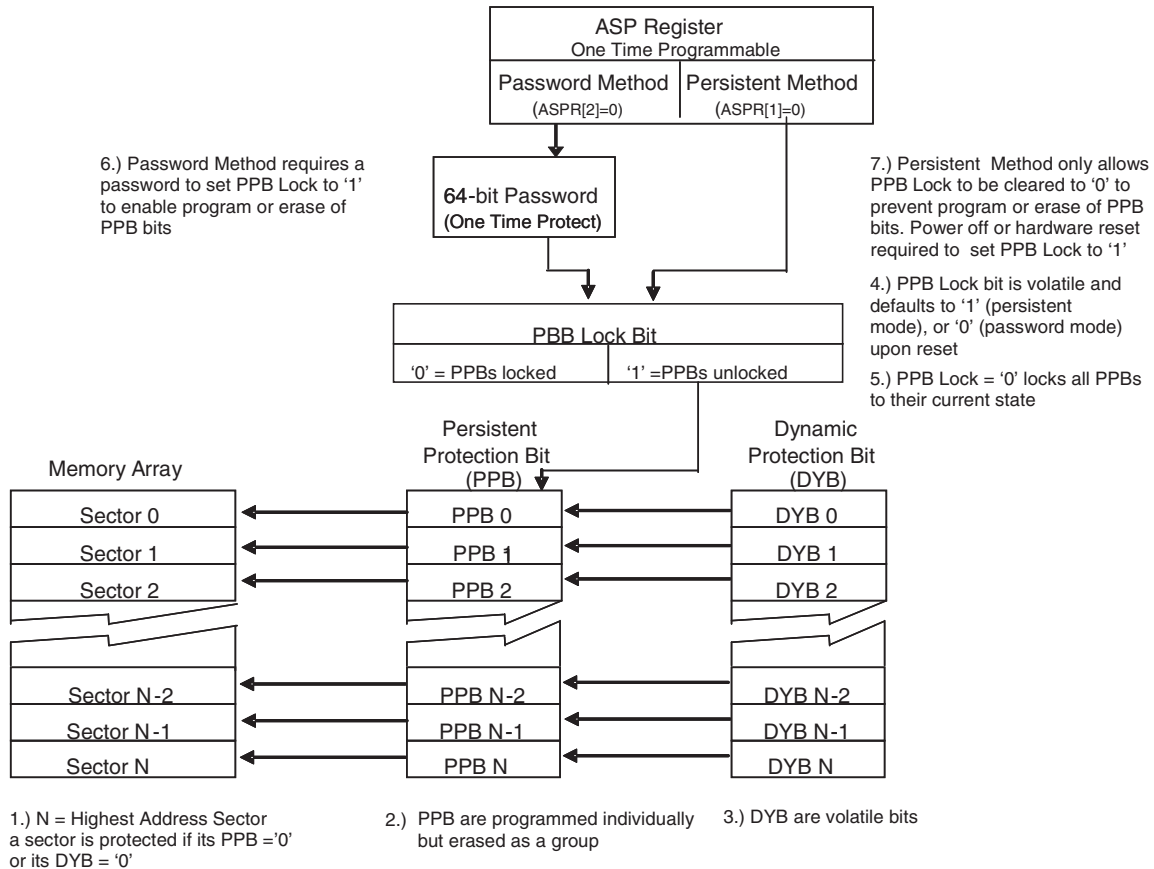 ASP Register
One Time Programmable
Password Method
(ASPR[2]=0)
Persistent Method
(ASPR[1]=0)
6.) Password Method requires a
password to set PPB Lock to ‘1’
to enable program or erase of
PPB bits
64-bit Password
(One Time Protect)
7.) Persistent Method only allows
PPB Lock to be cleared to ‘0’ to
prevent program or erase of PPB
bits. Power off or hardware reset
required to set PPB Lock to ‘1’
4.) PPB Lock bit is volatile and
defaults to ‘1’ (persistent
mode), or ‘0’ (password mode)
upon reset
5.) PPB Lock = ‘0’ locks all PPBs
to their current state
PBB Lock Bit
‘0’ = PPBs locked
‘1’ =PPBs unlocked
Memory Array
Persistent
Protection Bit
(PPB)
Dynamic
Protection Bit
(DYB)
Sector 0
PPB 0
DYB 0
Sector 1
PPB 1
DYB 1
Sector 2
PPB 2
DYB 2
Sector N-2
PPB N-2
DYB N-2
Sector N-1
PPB N-1
DYB N-1
Sector N
PPB N
DYB N
1.) N = Highest Address Sector
a sector is protected if its PPB =‘0’
or its DYB = ‘0’
2.) PPB are programmed individually
but erased as a group
3.) DYB are volatile bits